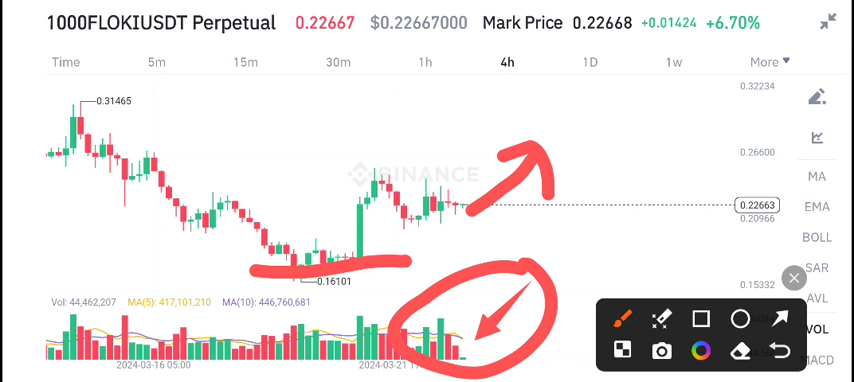 1000FLOKIUSDT Perpetual 0.22667 $0.22667000 Mark Price 0.22668 +0.01424 +6.70%
Time 5m 15m 30m 1h 4h 1D 1w More
0.32234
0.31465
0.26600
BINANCE
MA
0.22663
EMA
0.20966
BOLL
SAR
0.16101
0.15332
AVL
Vol: 44,462,207 MA(5): 417,101,210 MA(10): 446,760,681
VOL
MACD
2024-03-16 05:00 2024-03-21 1